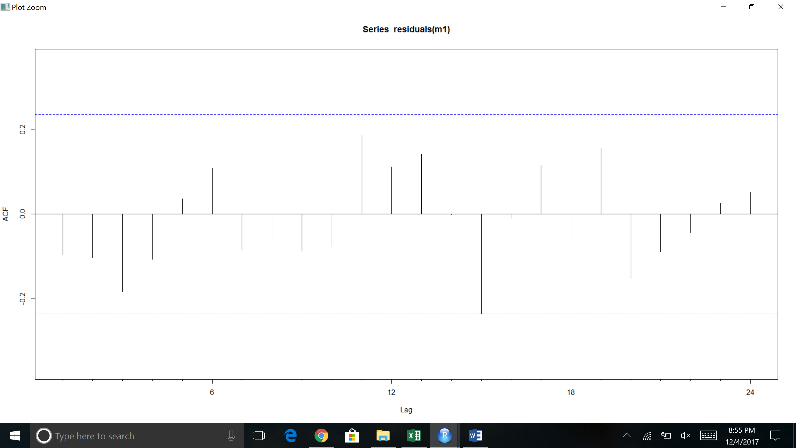 Plot Zoom
Series residuals(m1)
ACF
0.2
0.0
-0.2
6
12
18
24
Lag
Type here to search
8:55 PM
12/4/2017